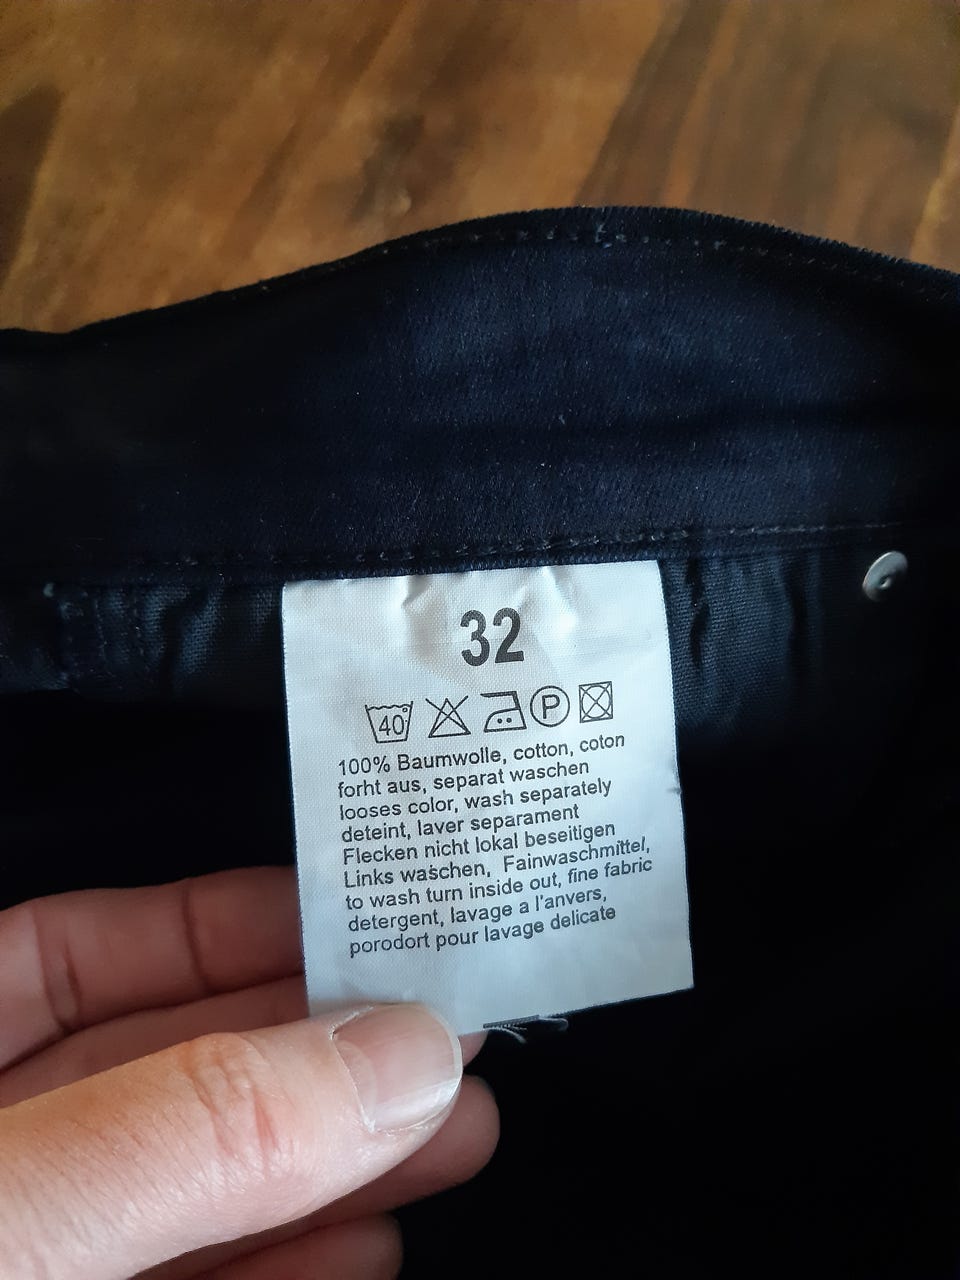 32
40
P
100% Baumwolle, cotton, coton
forht aus, separat waschen
looses color, wash separately
deteint, laver separament
Flecken nicht lokal beseitigen
Links waschen, Fainwaschmittel,
to wash turn inside out, fine fabric
detergent, lavage a l'anvers,
porodort pour lavage delicate